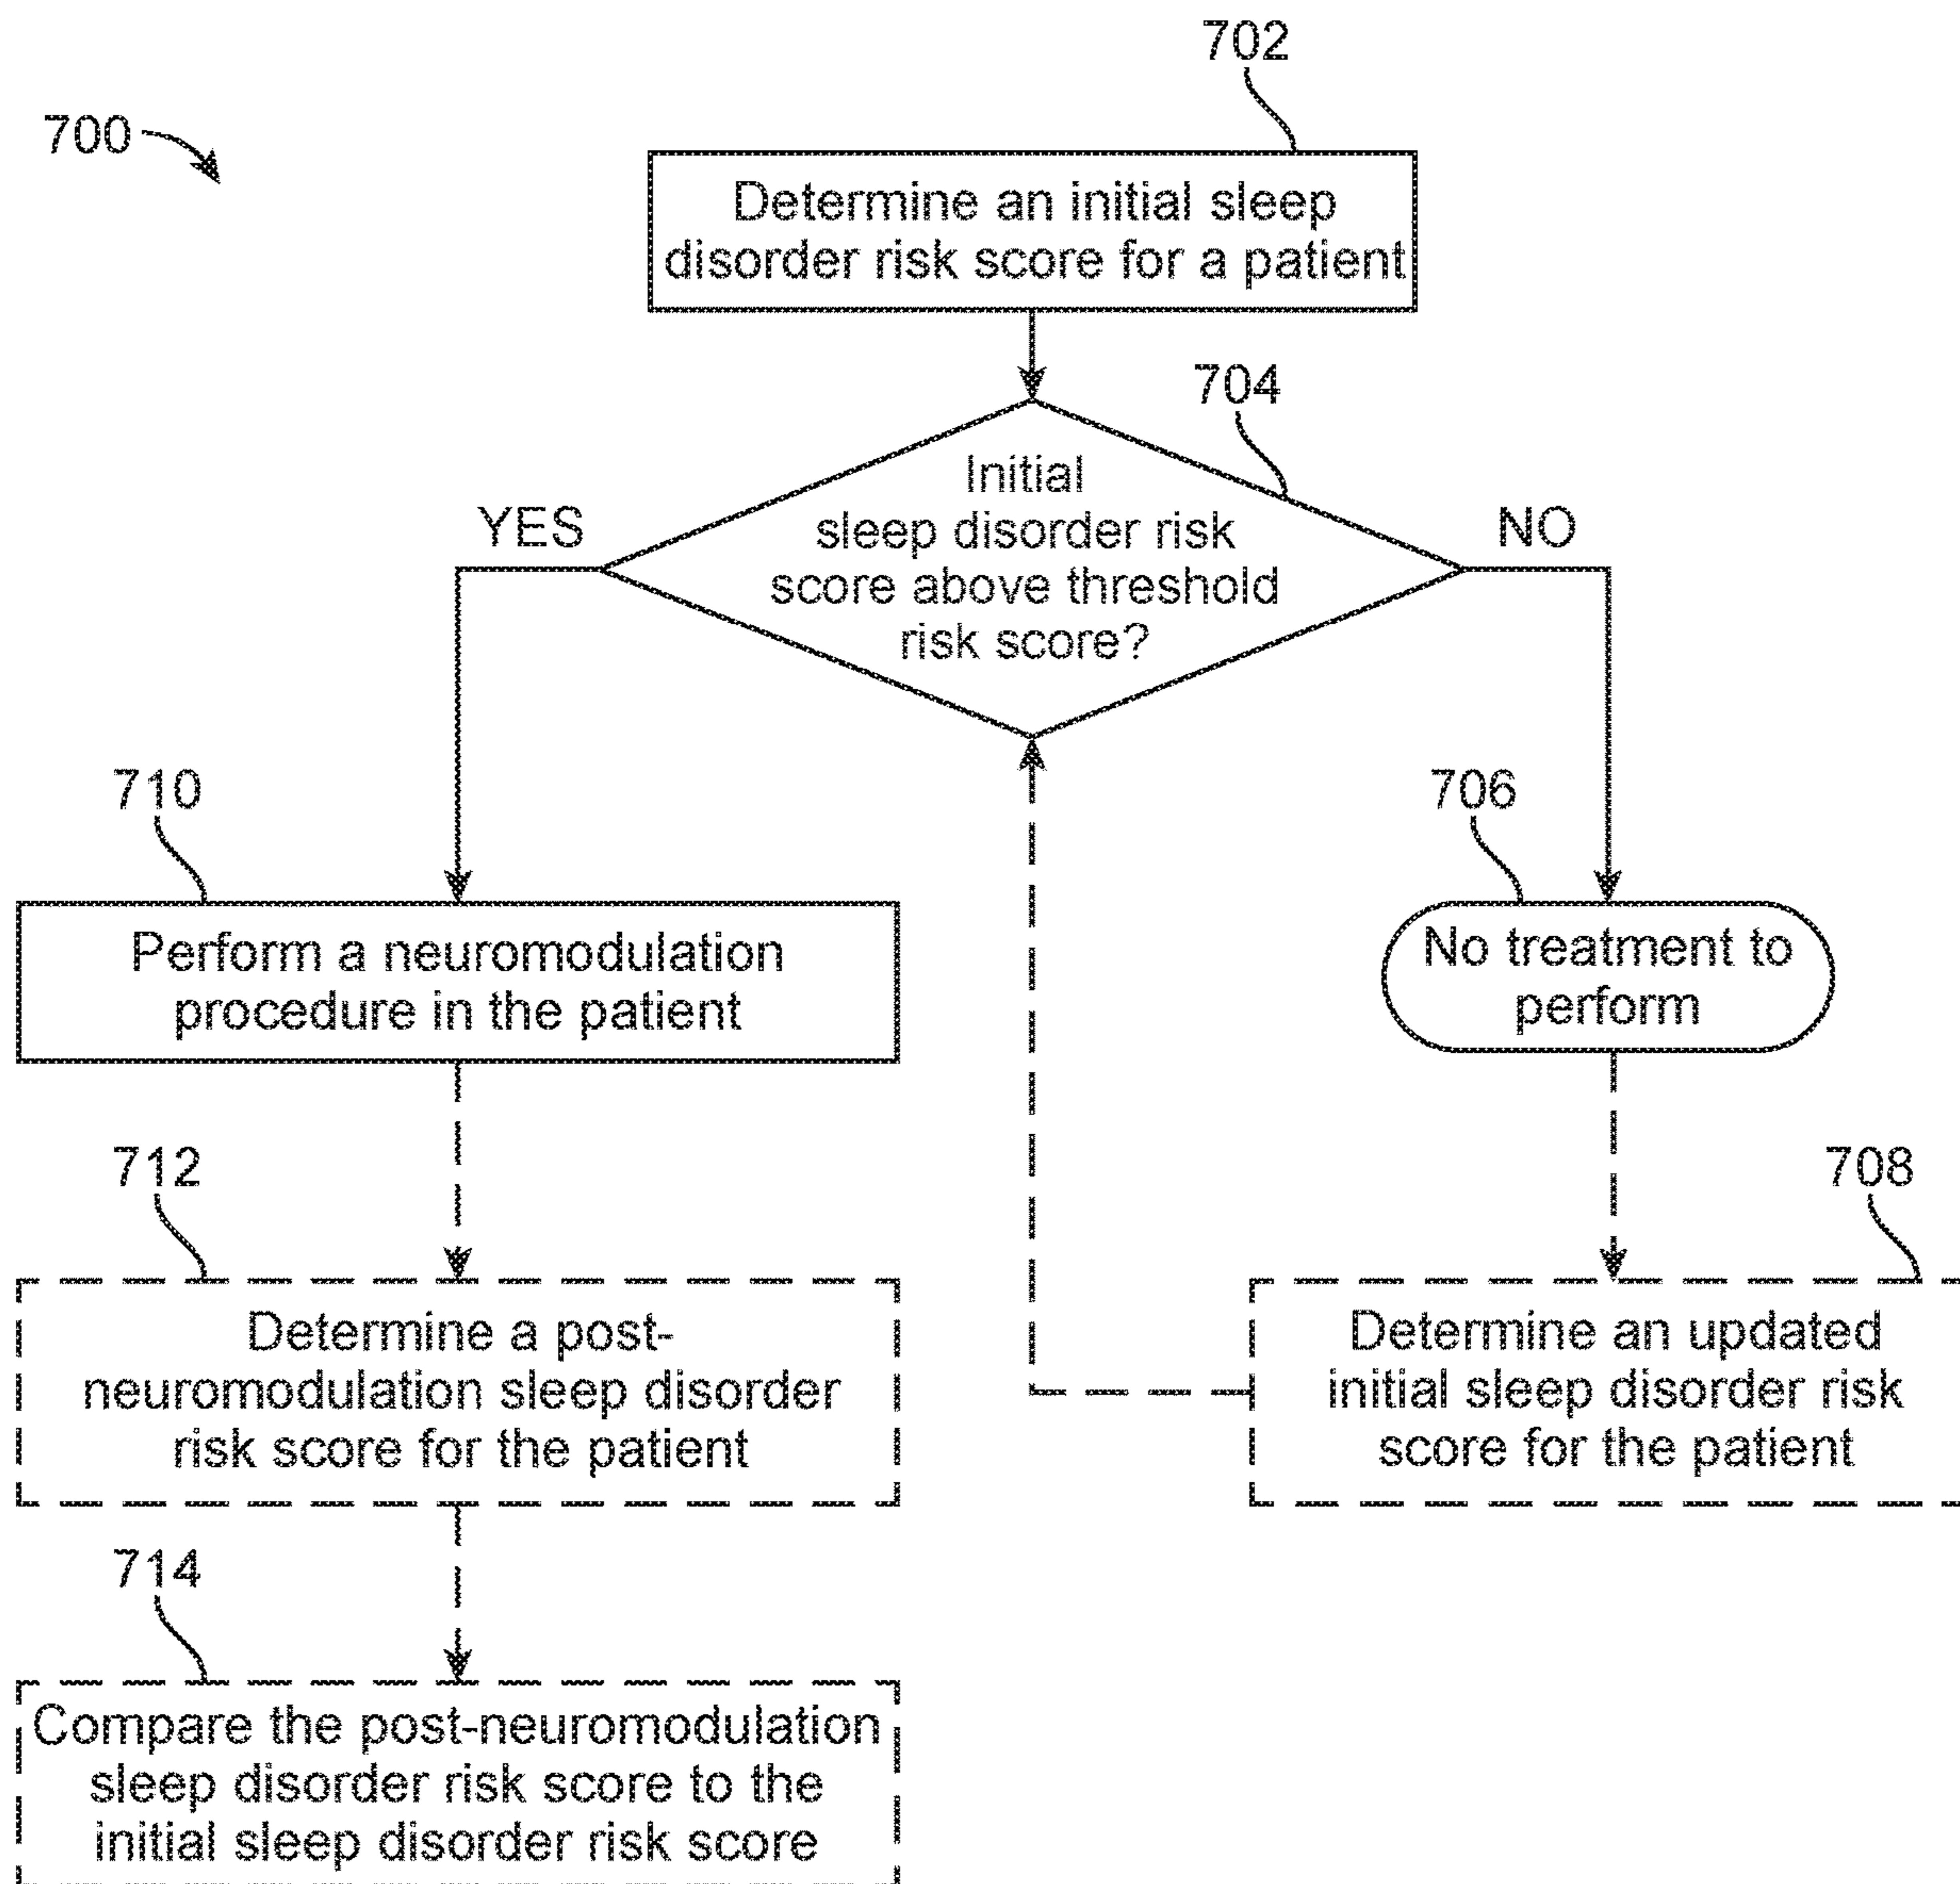 702
700
Determine an initial sleep
disorder risk score for a patient
704
Initial
sleep disorder risk
score above threshold
risk score?
YES
NO
710
706
Perform a neuromodulation
procedure in the patient
No treatment to
perform
712
708
Determine a post-
neuromodulation sleep disorder
risk score for the patient
Determine an updated
initial sleep disorder risk
score for the patient
714
Compare the post-neuromodulation
sleep disorder risk score to the
initial sleep disorder risk score